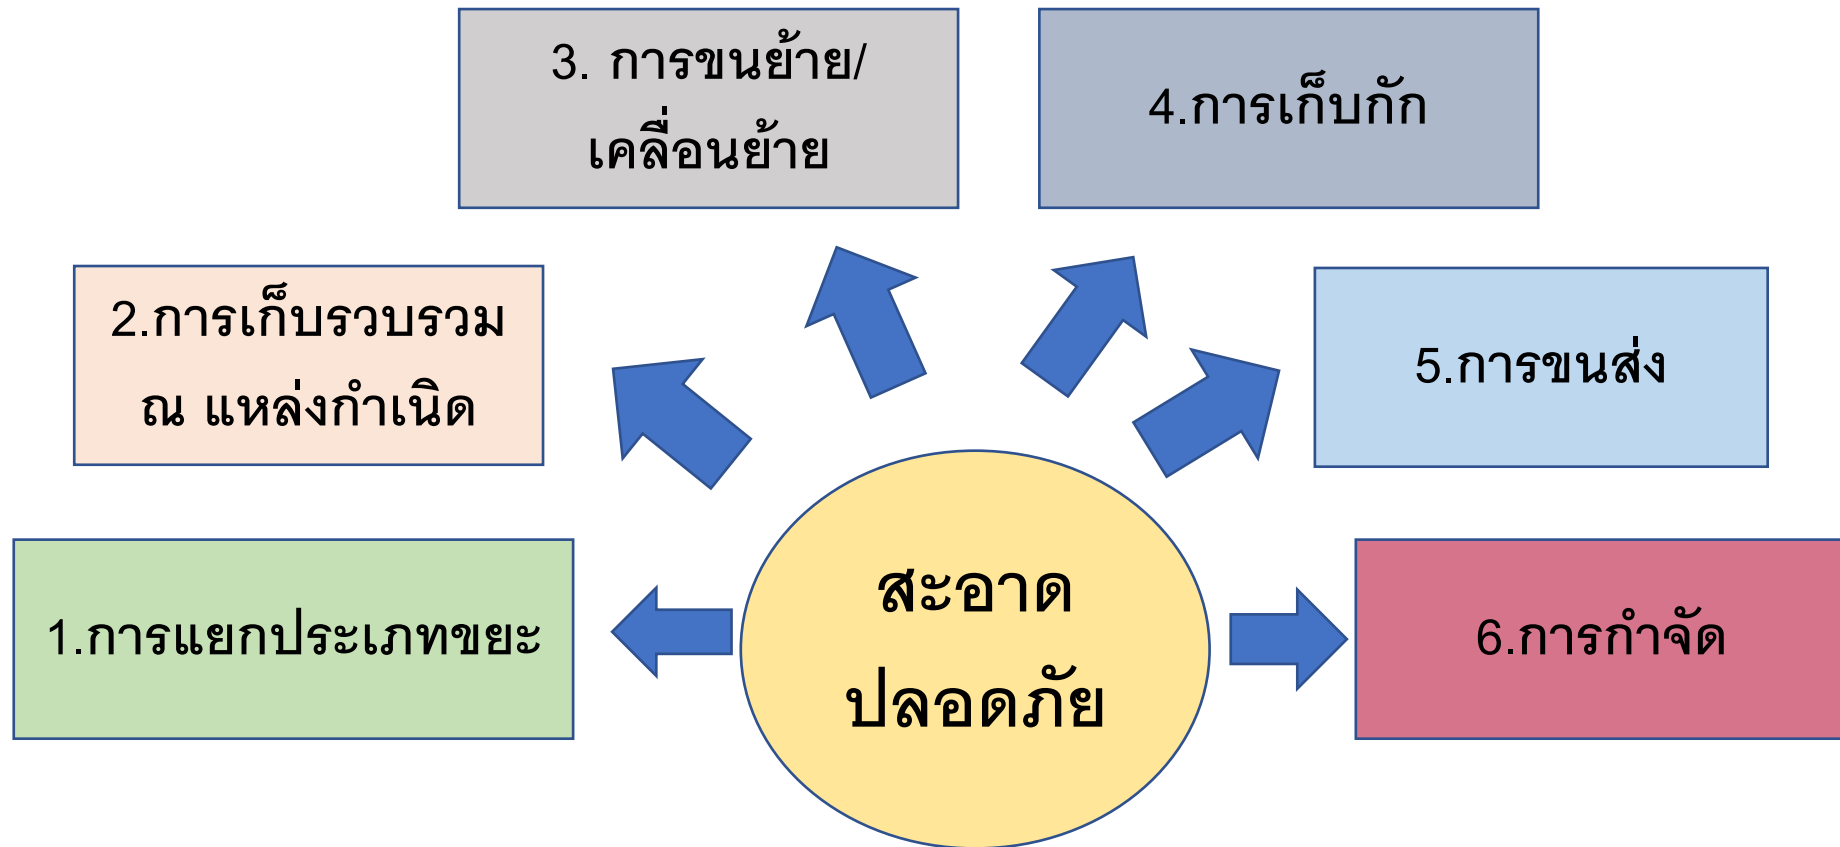 3. การขนย้าย/
เคลื่อนย้าย
4.การเก็บกัก
2.การเก็บรวบรวม
ณ แหล่งกำเนิด
5.การขนส่ง
1.การแยกประเภทขยะ
สะอาด
ปลอดภัย
6.การกำจัด